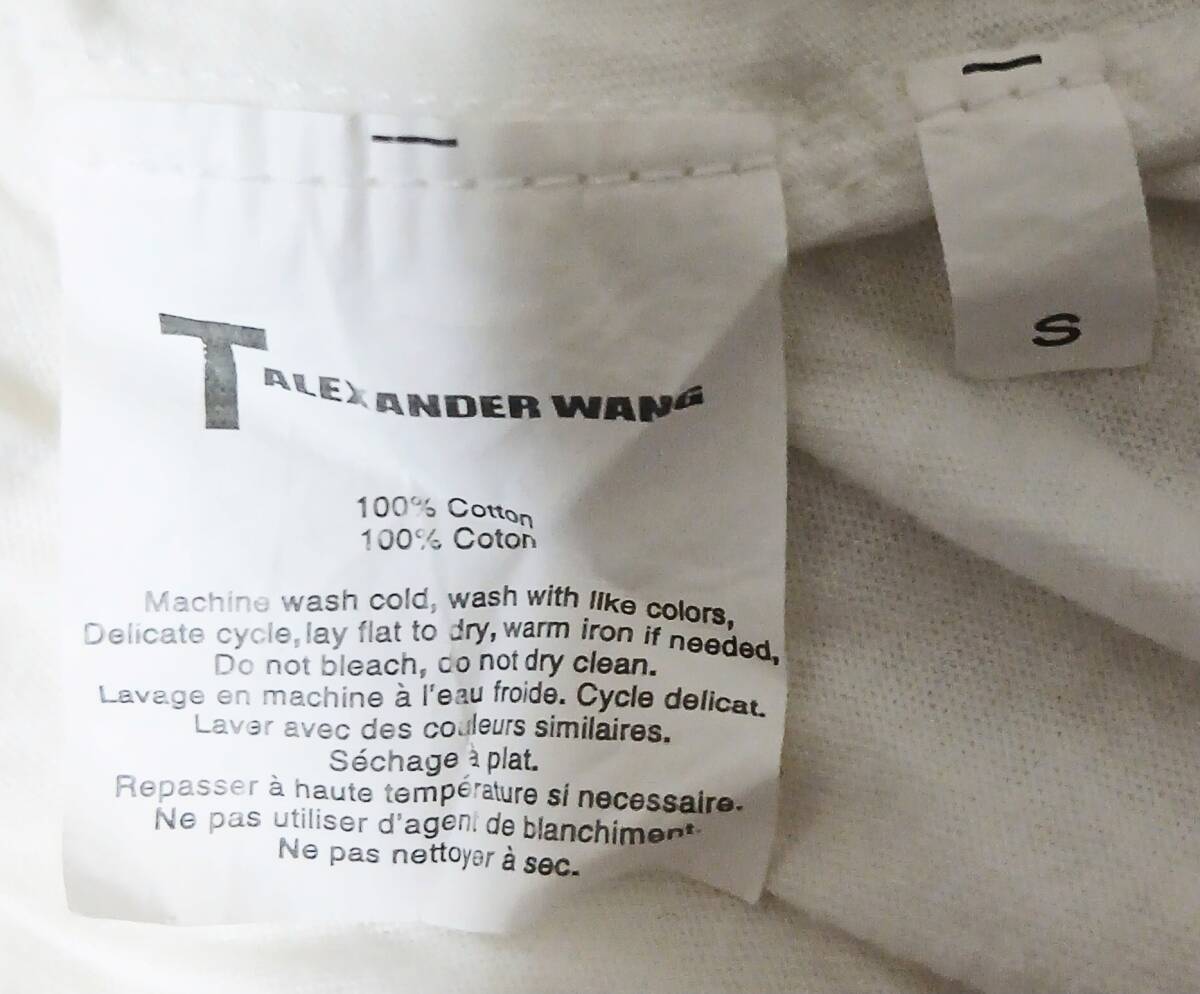 T ALEXANDER WANG
100% Cotton
100% Coton
Machine wash cold, wash with like colors,
Delicate cycle, lay flat to dry, warm iron if needed,
Do not bleach, do not dry clean.
Lavage en machine à l'eau froide. Cycle delicat.
Laver avec des couleurs similaires.
Séchage à plat.
Repasser à haute température si necessaire.
Ne pas utiliser d'agent de blanchiment.
Ne pas nettoyer à sec.
S